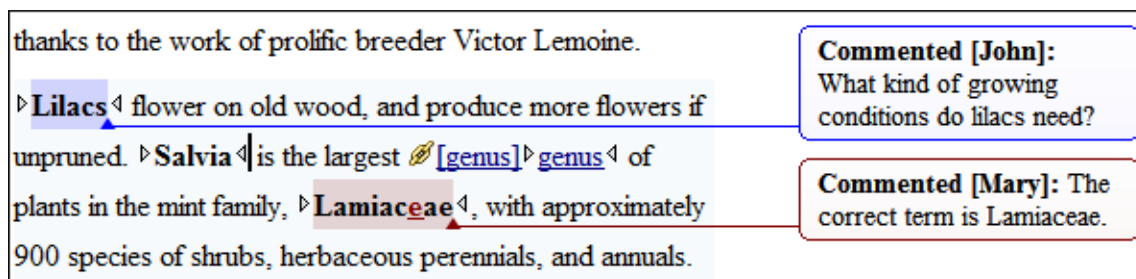 thanks to the work of prolific breeder Victor Lemoine.
Lilacs flower on old wood, and produce more flowers if
unpruned. Salvia is the largest [genus] genus of
plants in the mint family, Lamiaceae, with approximately
900 species of shrubs, herbaceous perennials, and annuals.
Commented [John]:
What kind of growing
conditions do lilacs need?
Commented [Mary]: The
correct term is Lamiaceae.